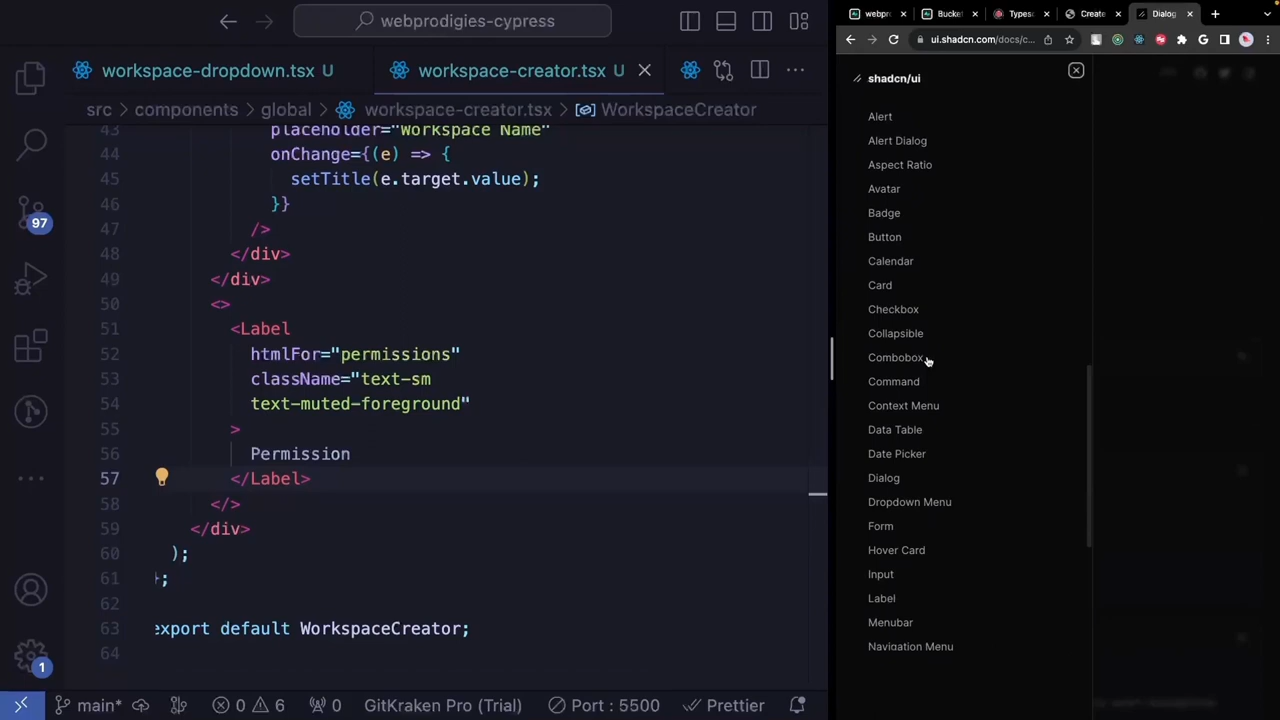 webprodigies-cypress
workspace-dropdown.tsx U
workspace-creator.tsx U
src > components > global > workspace-creator.tsx > WorkspaceCreator
43 placeholder="Workspace Name"
44 onChange={(e) => {
45 setTitle(e.target.value);
46 }}
47 />
48 </div>
49 </div>
50 <>
51 <Label
52 htmlFor="permissions"
53 className="text-sm
54 text-muted-foreground"
55 >
56 Permission
57 </Label>
58 </>
59 </div>
60 );
61 };
62
63 export default WorkspaceCreator;
64
97
1
main* 0 6 0 GitKraken Pro (Trial) Port : 5500 Prettier
webpro Bucket Typesa Create Dialog
ui.shadcn.com/docs/c...
shadcn/ui
Alert
Alert Dialog
Aspect Ratio
Avatar
Badge
Button
Calendar
Card
Checkbox
Collapsible
Combobox
Command
Context Menu
Data Table
Date Picker
Dialog
Dropdown Menu
Form
Hover Card
Input
Label
Menubar
Navigation Menu